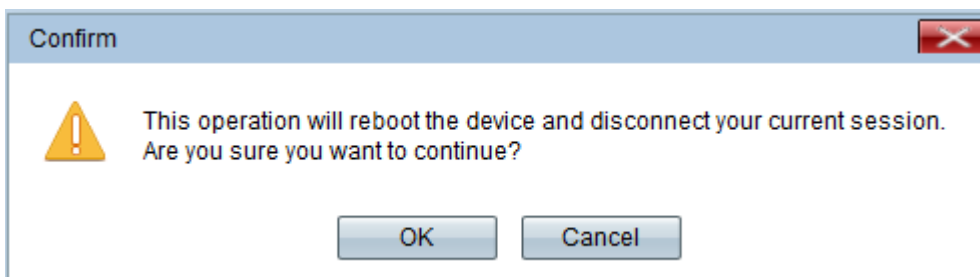 Confirm
This operation will reboot the device and disconnect your current session.
Are you sure you want to continue?
OK
Cancel